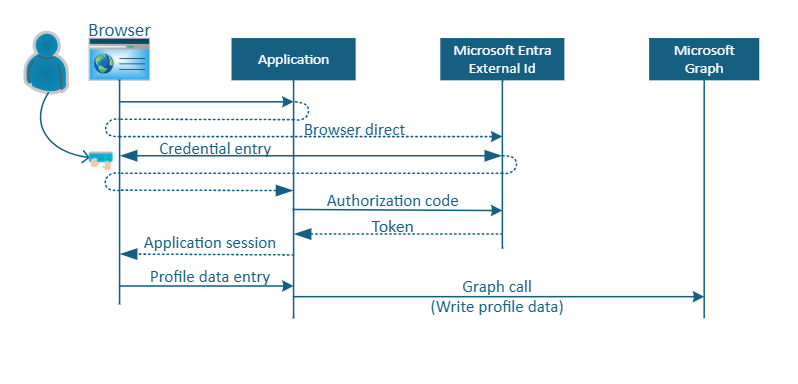 Browser
Application
Microsoft Entra
External Id
Microsoft
Graph
Browser direct
Credential entry
Authorization code
Token
Application session
Profile data entry
Graph call
(Write profile data)